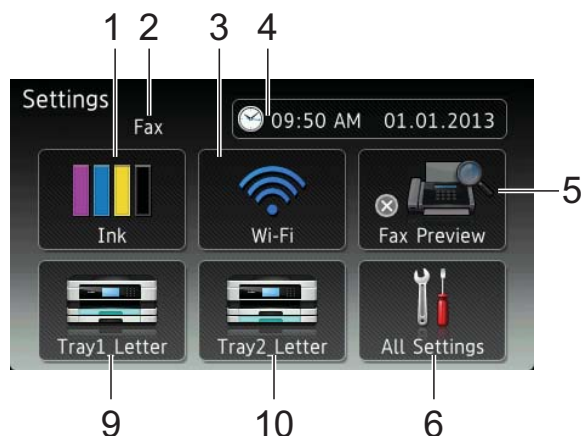 1 2 3 4
Settings
Fax
09:50 AM 01.01.2013
5
Ink Wi-Fi Fax Preview
Tray1 Letter Tray2 Letter All Settings
9 10 6